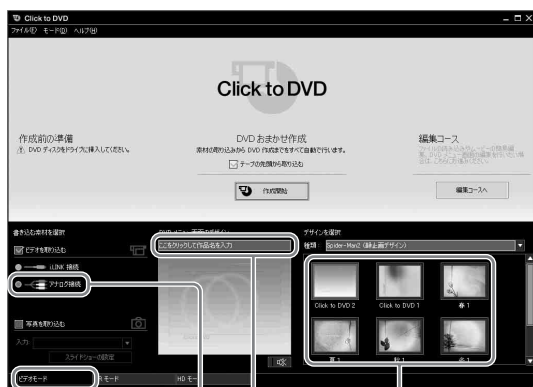 Click to DVD
ファイル(F) モード(D) ヘルプ(H)
Click to DVD
作成前の準備
DVD ディスクをドライブに挿入してください。
DVD おまかせ作成
素材の取り込みから DVD 作成までをすべて自動で行います。
テープの先頭から取り込む
作成開始
編集コース
編集コースへ
書き込む素材を選択
ビデオを取り込む
i.LINK 接続
アナログ接続
写真を取り込む
入力:
スライドショーの設定
ここをクリックして作品名を入力
デザインを選択
種類: Spider-Man2 (静止画デザイン)
Click to DVD 2
Click to DVD 1
春 1
夏 1
秋 1
冬 1
ビデオモード
R モード
HD モ